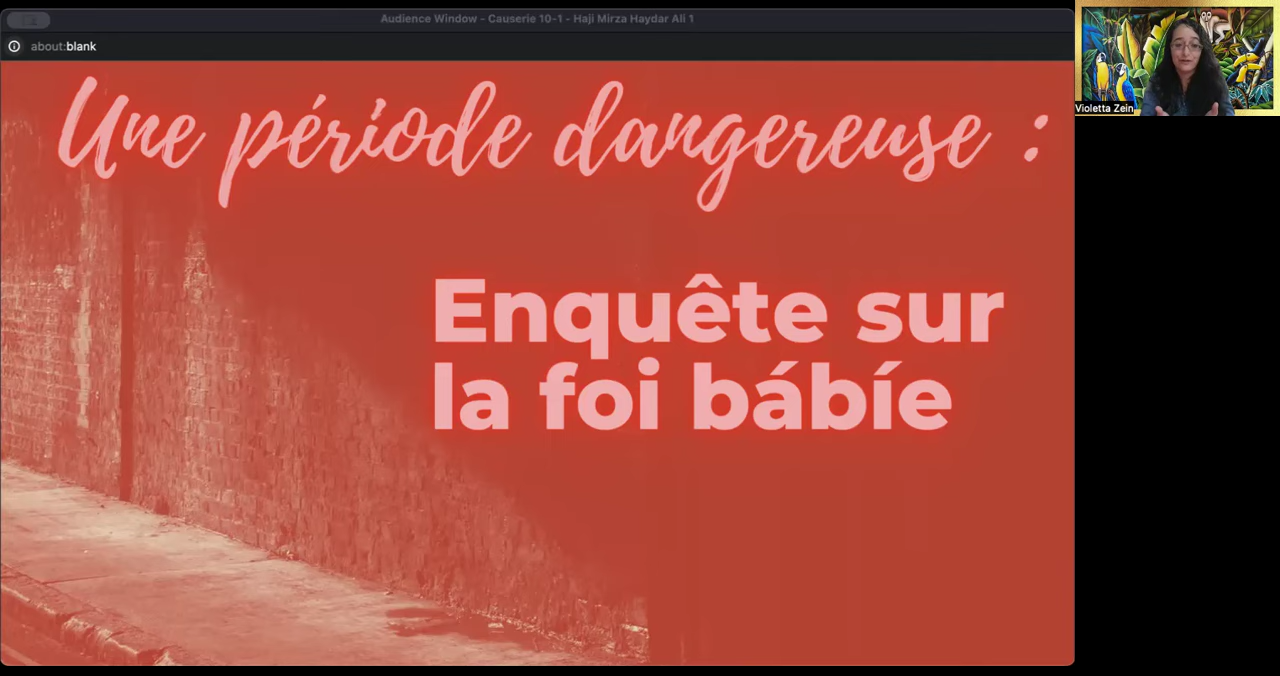 Audience Window - Causerie 10-1 - Haji Mirza Haydar Ali 1
about:blank
Une période dangereuse :
Enquête sur
la foi bábíe
Violetta Zein